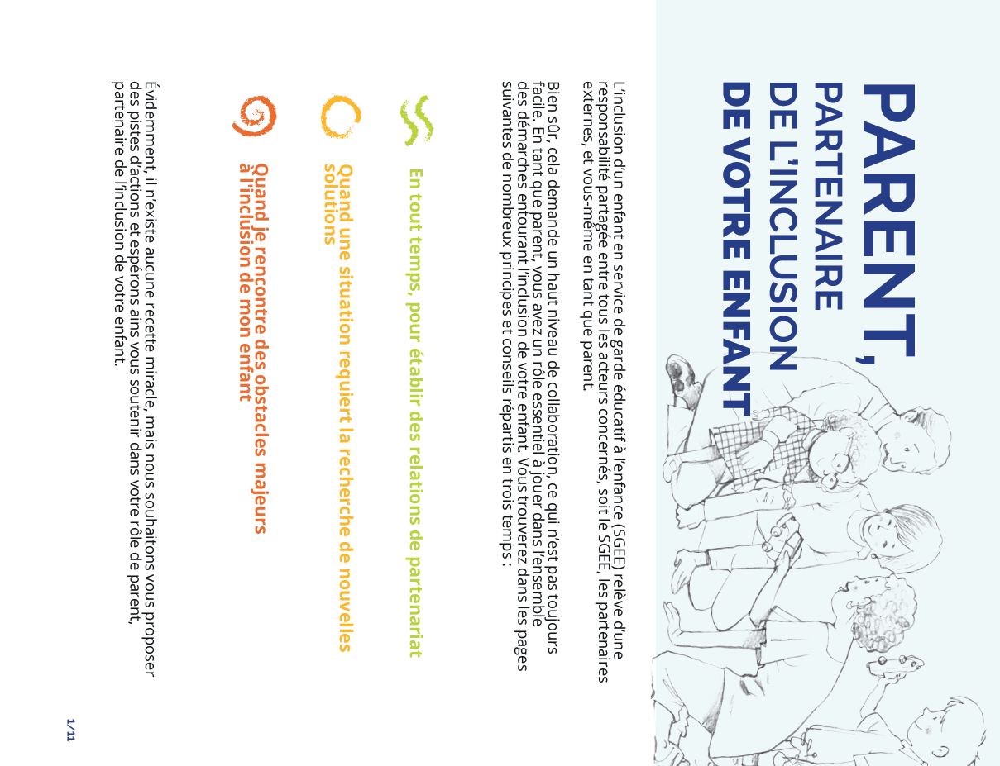 PARENT,
PARTENAIRE
DE L'INCLUSION
DE VOTRE ENFANT
L'inclusion d'un enfant en service de garde éducatif à l'enfance (SGEE) relève d'une
responsabilité partagée entre tous les acteurs concernés, soit le SGEE, les partenaires
externes, et vous-même en tant que parent.
Bien sûr, cela demande un haut niveau de collaboration, ce qui n'est pas toujours
facile. En tant que parent, vous avez un rôle essentiel à jouer dans l'ensemble
des démarches entourant l'inclusion de votre enfant. Vous trouverez dans les pages
suivantes de nombreux principes et conseils répartis en trois temps :
En tout temps, pour établir des relations de partenariat
Quand une situation requiert la recherche de nouvelles
solutions
Quand je rencontre des obstacles majeurs
à l'inclusion de mon enfant
Évidemment, il n'existe aucune recette miracle, mais nous souhaitons vous proposer
des pistes d'actions et espérons ains vous soutenir dans votre rôle de parent,
partenaire de l'inclusion de votre enfant.
1/11